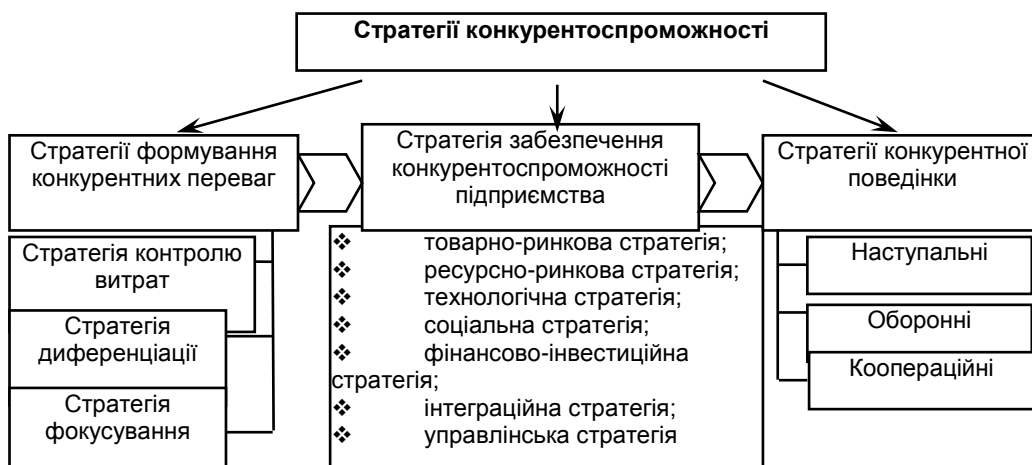 Стратегії конкурентоспроможності
Стратегії формування
конкурентних переваг
Стратегія контролю
витрат
Стратегія
диференціації
Стратегія
фокусування
Стратегія забезпечення
конкурентоспроможності
підприємства
❖ товарно-ринкова стратегія;
❖ ресурсно-ринкова стратегія;
❖ технологічна стратегія;
❖ соціальна стратегія;
❖ фінансово-інвестиційна
стратегія;
❖ інтеграційна стратегія;
❖ управлінська стратегія
Стратегії конкурентної
поведінки
Наступальні
Оборонні
Коопераційні